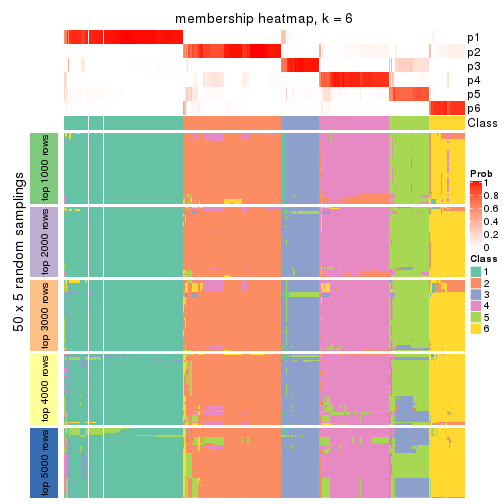 membership heatmap, k = 6
p1
p2
p3
p4
p5
p6
Class
50 x 5 random samplings
top 1000 rows
top 2000 rows
top 3000 rows
top 4000 rows
top 5000 rows
Prob
1
0.8
0.6
0.4
0.2
0
Class
1
2
3
4
5
6